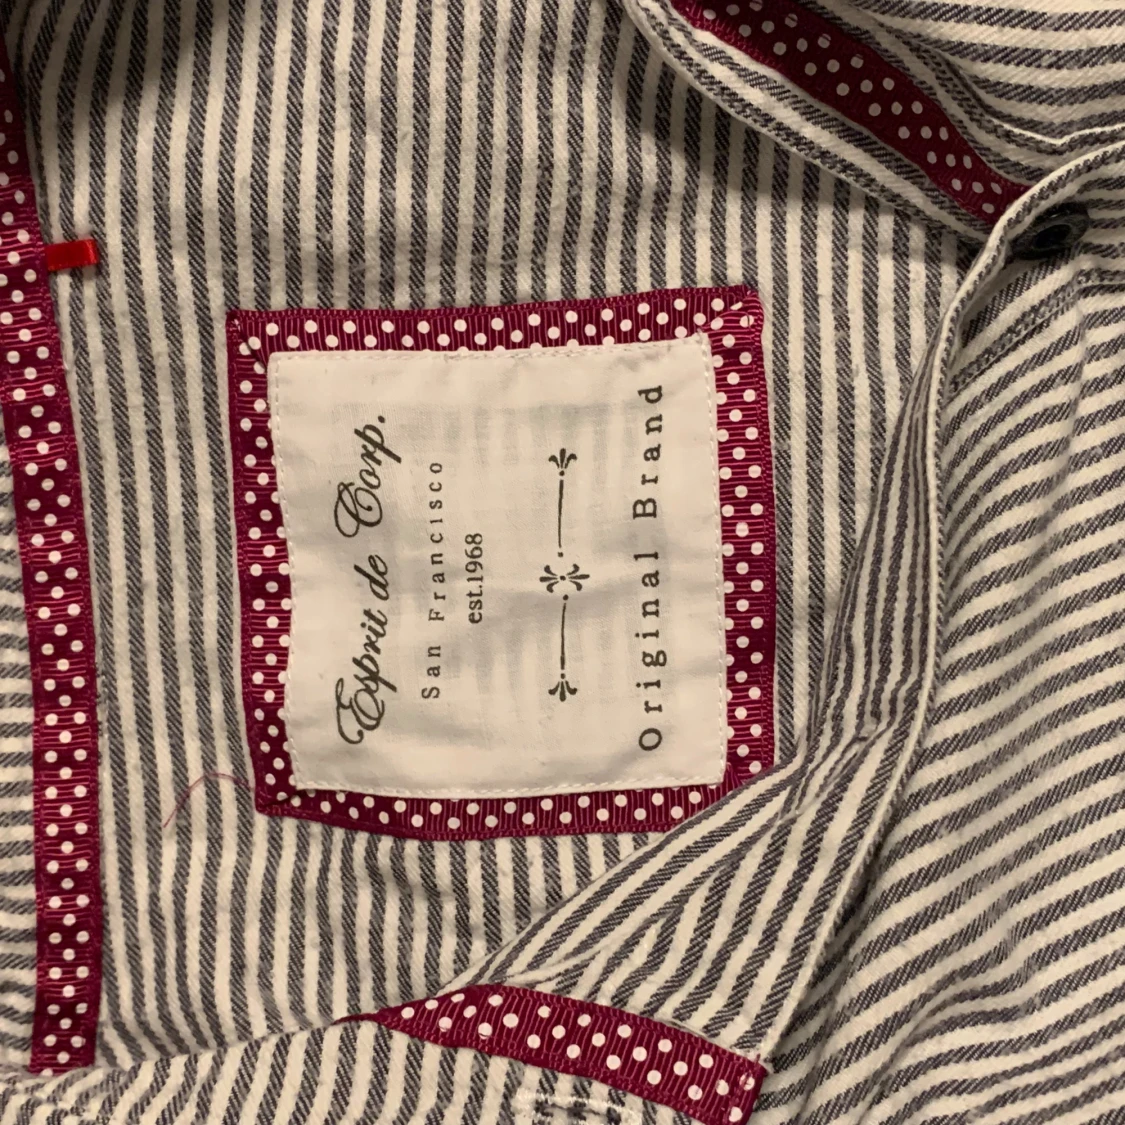 Esprit de Corp.
San Francisco
est.1968
Original Brand